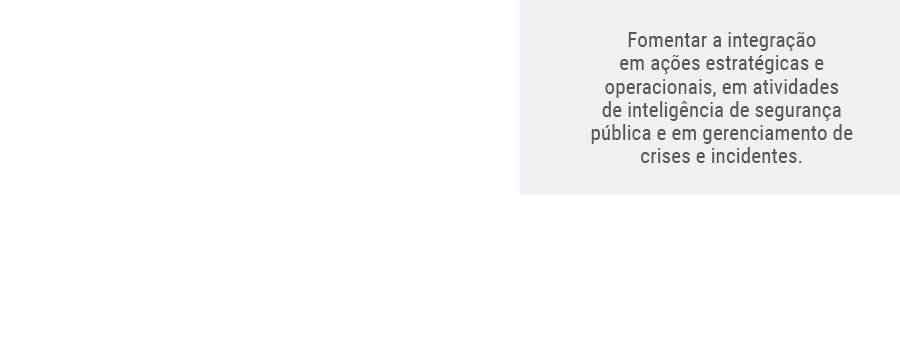 Fomentar a integração
em ações estratégicas e
operacionais, em atividades
de inteligência de segurança
pública e em gerenciamento de
crises e incidentes.